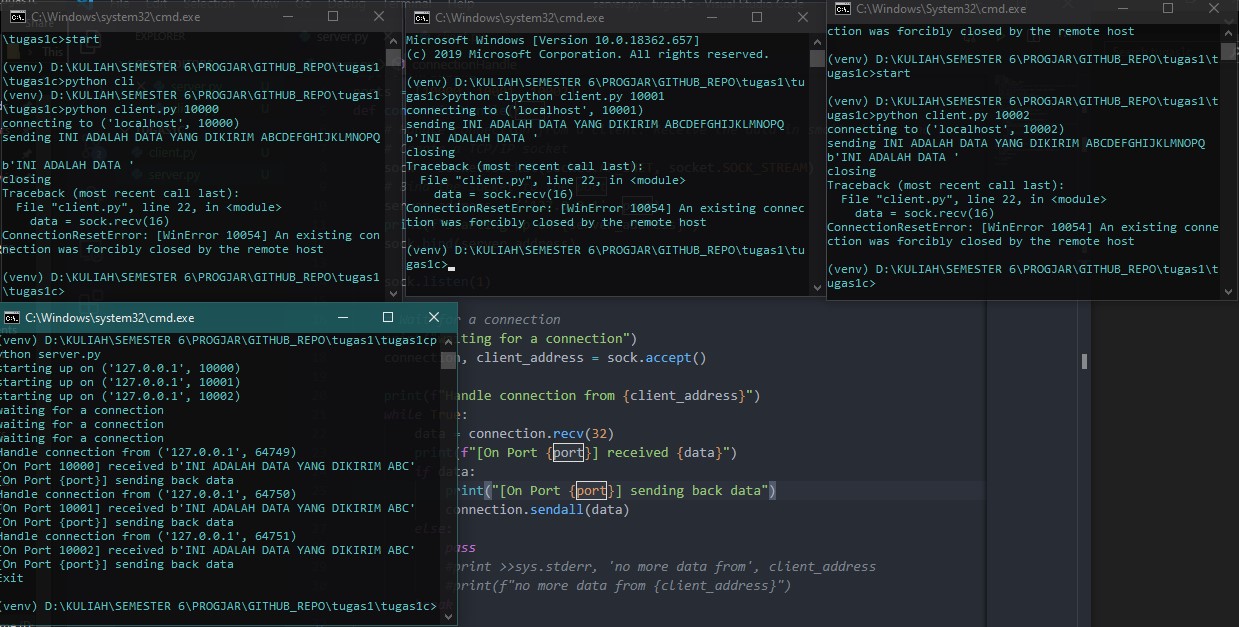 C:\Windows\system32\cmd.exe
\tugas1c>start
(venv) D:\KULIAH\SEMESTER 6\PROGJAR\GITHUB_REPO\tugas1
\tugas1c>python cli
(venv) D:\KULIAH\SEMESTER 6\PROGJAR\GITHUB_REPO\tugas1
\tugas1c>python client.py 10000
connecting to ('localhost', 10000)
sending INI ADALAH DATA YANG DIKIRIM ABCDEFGHIJKLMNOPQ
b'INI ADALAH DATA '
closing
Traceback (most recent call last):
File "client.py", line 22, in <module>
data = sock.recv(16)
ConnectionResetError: [WinError 10054] An existing con
nection was forcibly closed by the remote host
(venv) D:\KULIAH\SEMESTER 6\PROGJAR\GITHUB_REPO\tugas1
\tugas1c>
C:\Windows\system32\cmd.exe
Microsoft Windows [Version 10.0.18362.657]
(c) 2019 Microsoft Corporation. All rights reserved.
(venv) D:\KULIAH\SEMESTER 6\PROGJAR\GITHUB_REPO\tugas1\tu
gas1c>python clpython client.py 10001
connecting to ('localhost', 10001)
sending INI ADALAH DATA YANG DIKIRIM ABCDEFGHIJKLMNOPQ
b'INI ADALAH DATA '
closing
Traceback (most recent call last):
File "client.py", line 22, in <module>
data = sock.recv(16)
ConnectionResetError: [WinError 10054] An existing connec
tion was forcibly closed by the remote host
(venv) D:\KULIAH\SEMESTER 6\PROGJAR\GITHUB_REPO\tugas1\tu
gas1c>
C:\Windows\System32\cmd.exe
ction was forcibly closed by the remote host
(venv) D:\KULIAH\SEMESTER 6\PROGJAR\GITHUB_REPO\tugas1\t
ugas1c>start
(venv) D:\KULIAH\SEMESTER 6\PROGJAR\GITHUB_REPO\tugas1\t
ugas1c>python client.py 10002
connecting to ('localhost', 10002)
sending INI ADALAH DATA YANG DIKIRIM ABCDEFGHIJKLMNOPQ
b'INI ADALAH DATA '
closing
Traceback (most recent call last):
File "client.py", line 22, in <module>
data = sock.recv(16)
ConnectionResetError: [WinError 10054] An existing conne
ction was forcibly closed by the remote host
(venv) D:\KULIAH\SEMESTER 6\PROGJAR\GITHUB_REPO\tugas1\t
ugas1c>
C:\Windows\system32\cmd.exe
(venv) D:\KULIAH\SEMESTER 6\PROGJAR\GITHUB_REPO\tugas1\tugas1cp
ython server.py
starting up on ('127.0.0.1', 10000)
starting up on ('127.0.0.1', 10001)
starting up on ('127.0.0.1', 10002)
waiting for a connection
waiting for a connection
waiting for a connection
Handle connection from ('127.0.0.1', 64749)
[On Port 10000] received b'INI ADALAH DATA YANG DIKIRIM ABC'
[On Port {port}] sending back data
Handle connection from ('127.0.0.1', 64750)
[On Port 10001] received b'INI ADALAH DATA YANG DIKIRIM ABC'
[On Port {port}] sending back data
Handle connection from ('127.0.0.1', 64751)
[On Port 10002] received b'INI ADALAH DATA YANG DIKIRIM ABC'
[On Port {port}] sending back data
Exit
(venv) D:\KULIAH\SEMESTER 6\PROGJAR\GITHUB_REPO\tugas1\tugas1c>
EXPLORER
server.py
client.py
server.py
socket.SOCK_STREAM)
sock.listen(1)
for a connection
waiting for a connection")
connection, client_address = sock.accept()
print(f"Handle connection from {client_address}")
while True:
data = connection.recv(32)
print(f"[On Port {port}] received {data}")
if data:
print("[On Port {port}] sending back data")
connection.sendall(data)
else:
pass
#print >>sys.stderr, 'no more data from', client_address
#print(f"no more data from {client_address}")